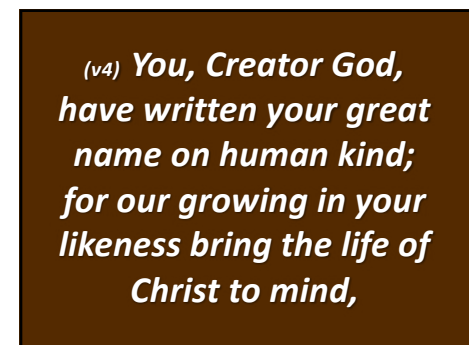 (v4) You, Creator God,
have written your great
name on human kind;
for our growing in your
likeness bring the life of
Christ to mind,